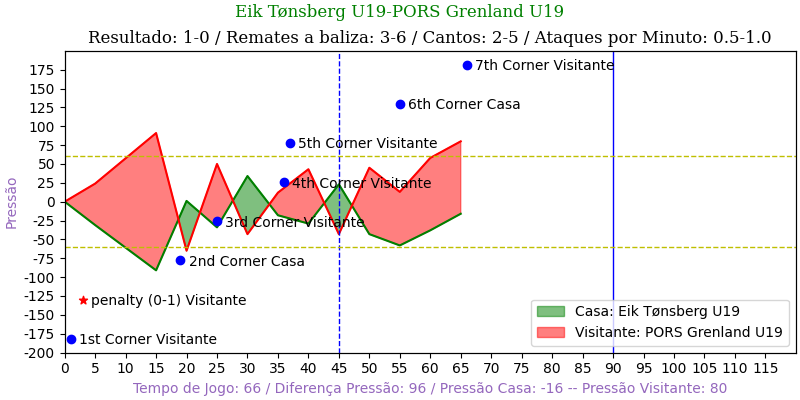 Eik Tønsberg U19-PORS Grenland U19
Resultado: 1-0 / Remates a baliza: 3-6 / Cantos: 2-5 / Ataques por Minuto: 0.5-1.0
Pressão
175
150
125
100
75
50
25
0
-25
-50
-75
-100
-125
-150
-175
-200
7th Corner Visitante
6th Corner Casa
5th Corner Visitante
4th Corner Visitante
3rd Corner Visitante
2nd Corner Casa
penalty (0-1) Visitante
1st Corner Visitante
Casa: Eik Tønsberg U19
Visitante: PORS Grenland U19
0 5 10 15 20 25 30 35 40 45 50 55 60 65 70 75 80 85 90 95 100 105 110 115
Tempo de Jogo: 66 / Diferença Pressão: 96 / Pressão Casa: -16 -- Pressão Visitante: 80